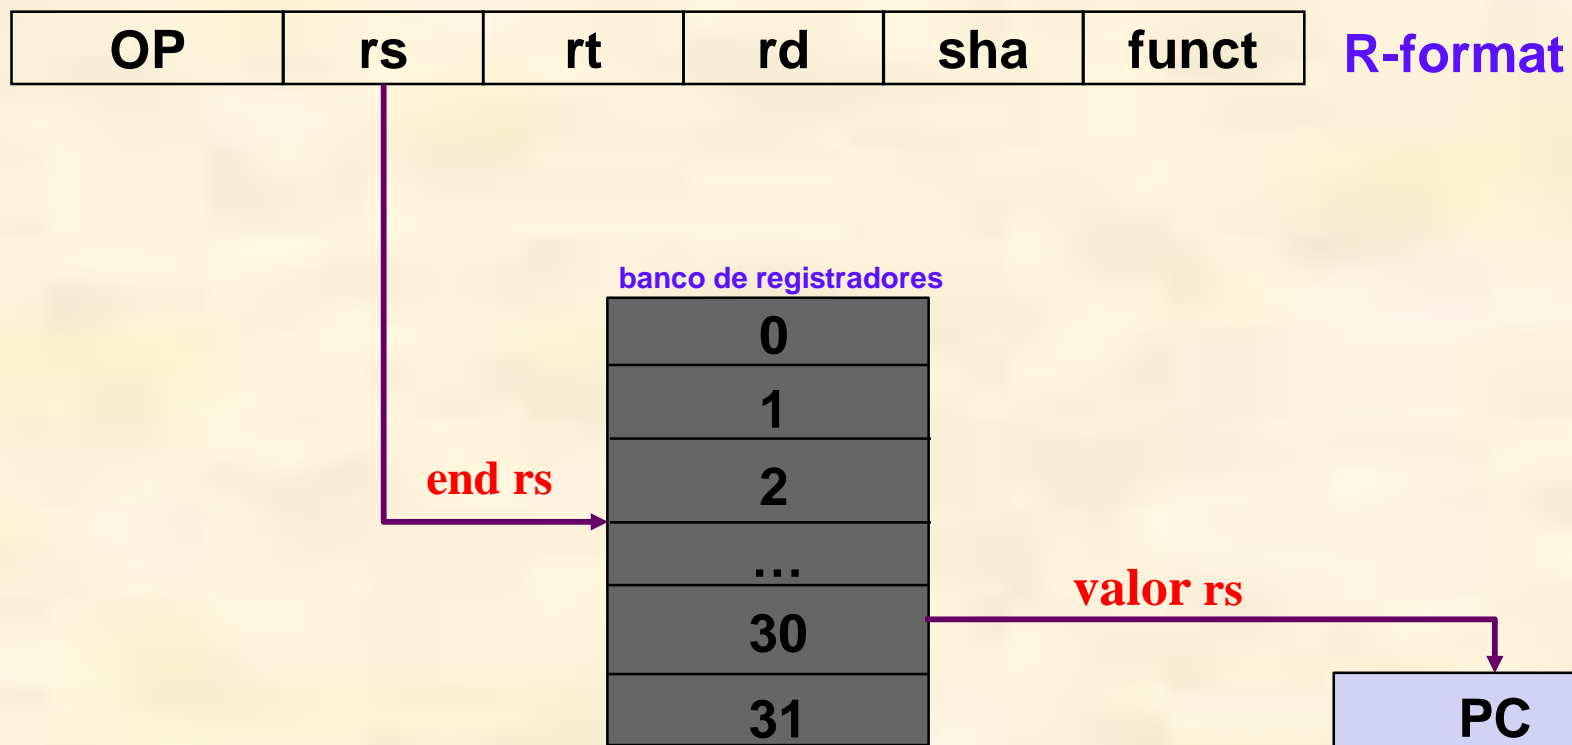 OP rs rt rd sha funct R-format
banco de registradores
0
1
2
end rs
...
valor rs
30
31
PC